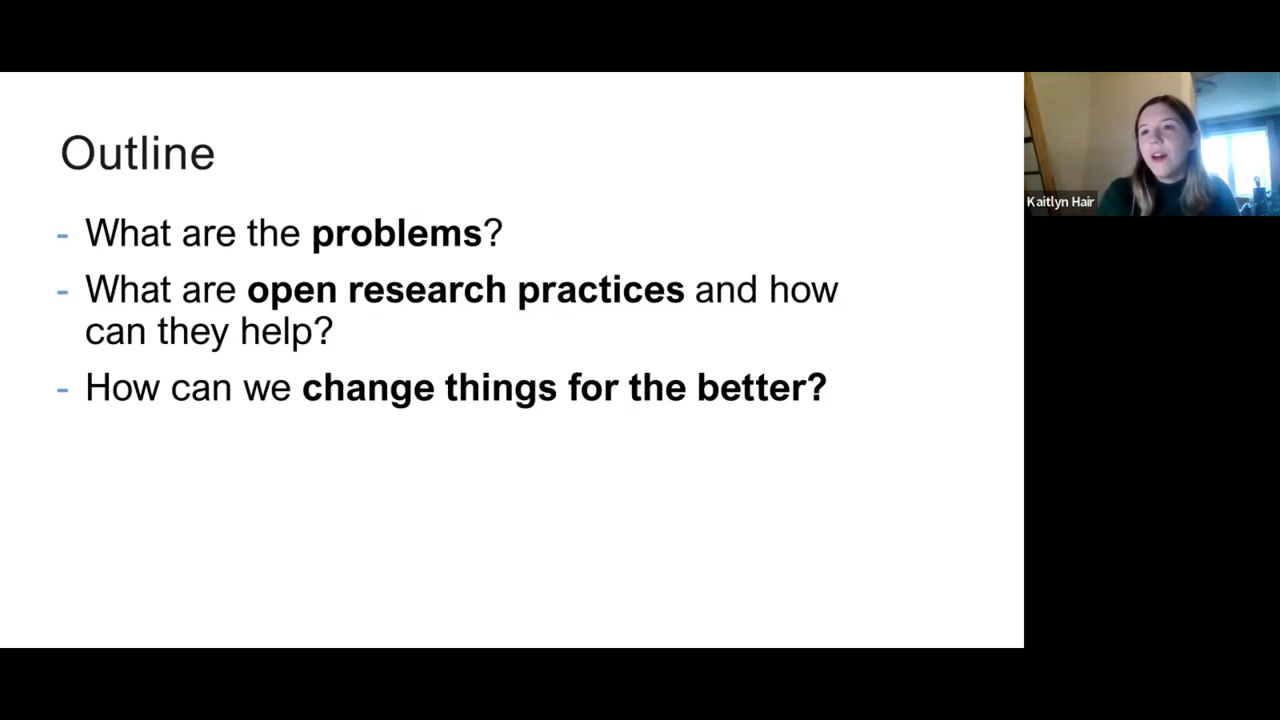 Outline
- What are the problems?
- What are open research practices and how
can they help?
- How can we change things for the better?
Kaitlyn Hair